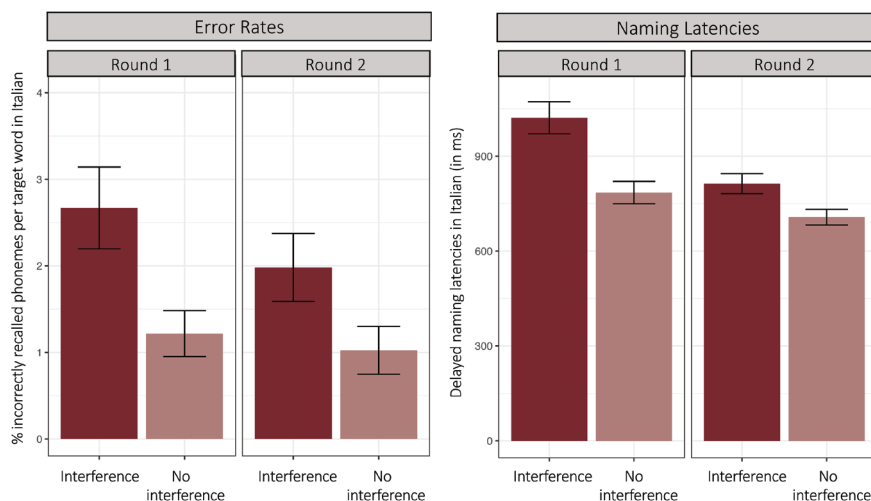 Error Rates
Round 1
Round 2
% incorrectly recalled phonemes per target word in Italian
4
3
2
1
0
Interference
No
interference
Interference
No
interference
Naming Latencies
Round 1
Round 2
Delayed naming latencies in Italian (in ms)
900
600
300
0
Interference
No
interference
Interference
No
interference